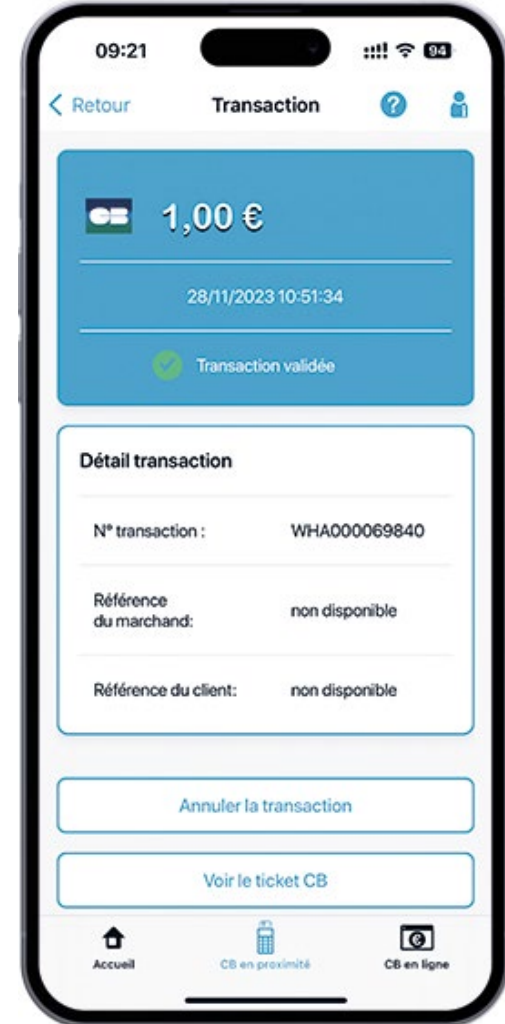 09:21
94
Retour
Transaction
?
CB
1,00 €
28/11/2023 10:51:34
Transaction validée
Détail transaction
N° transaction :
WHA000069840
Référence
du marchand:
non disponible
Référence du client:
non disponible
Annuler la transaction
Voir le ticket CB
Accueil
CB en proximité
CB en ligne